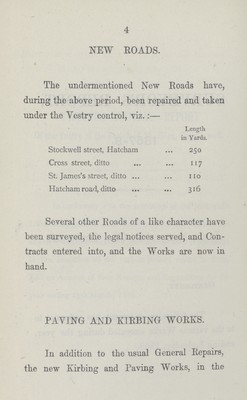 4
NEW ROADS.
The undermentioned New Roads have,
during the above period, been repaired and taken
under the Vestry control, viz. :—
Length
in Yards.
Stockwell street, Hatcham ... 250
Cross street, ditto ... ... 117
St. James's street, ditto ... ... 110
Hatcham road, ditto ... ... 316
Several other Roads of a like character have
been surveyed, the legal notices served, and Con-
tracts entered into, and the Works are now in
hand.
PAVING AND KIRBING WORKS.
In addition to the usual General Repairs,
the new Kirbing and Paving Works, in the